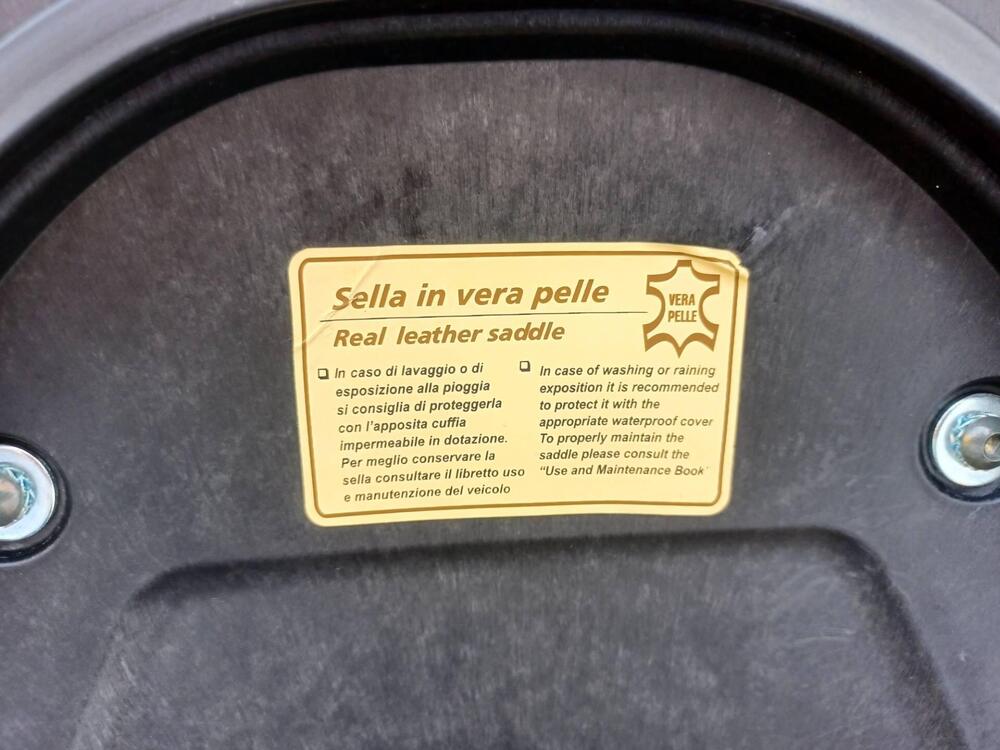 Sella in vera pelle
Real leather saddle
VERA
PELLE
❑ In caso di lavaggio o di
esposizione alla pioggia
si consiglia di proteggerla
con l'apposita cuffia
impermeabile in dotazione.
Per meglio conservare la
sella consultare il libretto uso
e manutenzione del veicolo
❑ In case of washing or raining
exposition it is recommended
to protect it with the
appropriate waterproof cover
To properly maintain the
saddle please consult the
"Use and Maintenance Book"